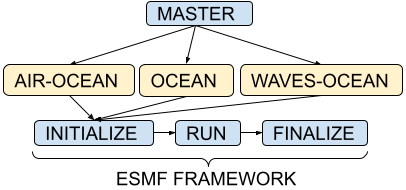 MASTER
AIR-OCEAN
OCEAN
WAVES-OCEAN
INITIALIZE
RUN
FINALIZE
ESMF FRAMEWORK